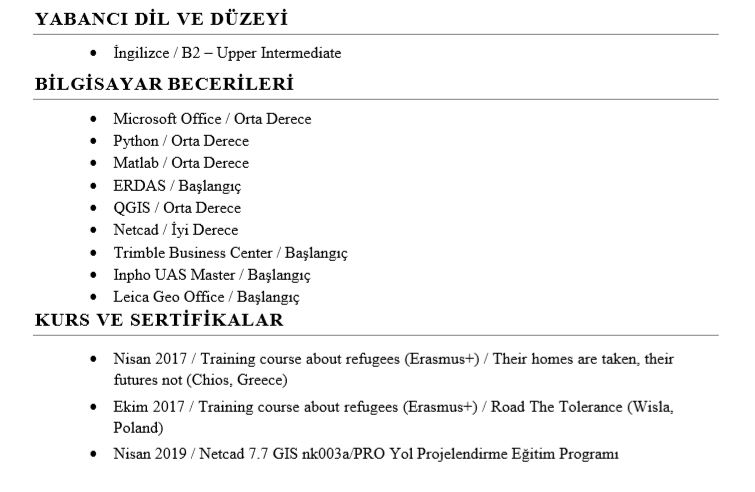 YABANCI DİL VE DÜZEYİ
• İngilizce / B2 – Upper Intermediate
BİLGİSAYAR BECERİLERİ
• Microsoft Office / Orta Derece
• Python / Orta Derece
• Matlab / Orta Derece
• ERDAS / Başlangıç
• QGIS / Orta Derece
• Netcad / İyi Derece
• Trimble Business Center / Başlangıç
• Inpho UAS Master / Başlangıç
• Leica Geo Office / Başlangıç
KURS VE SERTİFİKALAR
• Nisan 2017 / Training course about refugees (Erasmus+) / Their homes are taken, their
futures not (Chios, Greece)
• Ekim 2017 / Training course about refugees (Erasmus+) / Road The Tolerance (Wisla,
Poland)
• Nisan 2019 / Netcad 7.7 GIS nk003a/PRO Yol Projelendirme Eğitim Programı